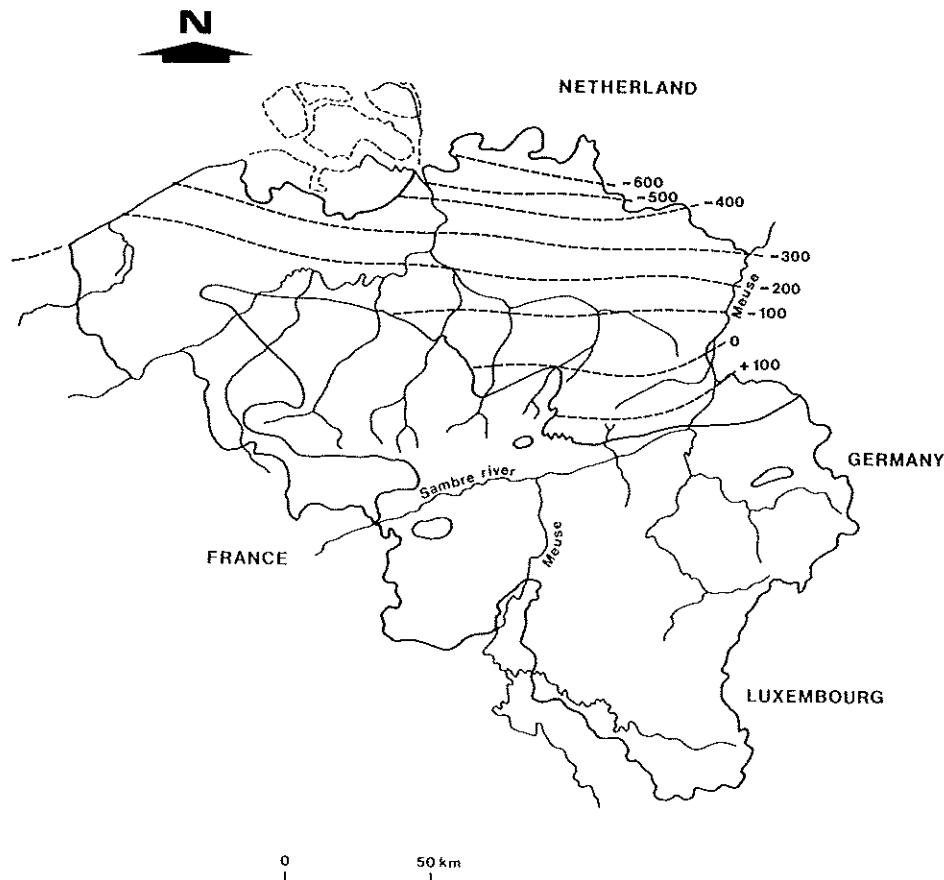 N
NETHERLAND
-600
-500
-400
-300
-200
Meuse
-100
0
+100
GERMANY
Sambre river
FRANCE
Meuse
LUXEMBOURG
0 50 km